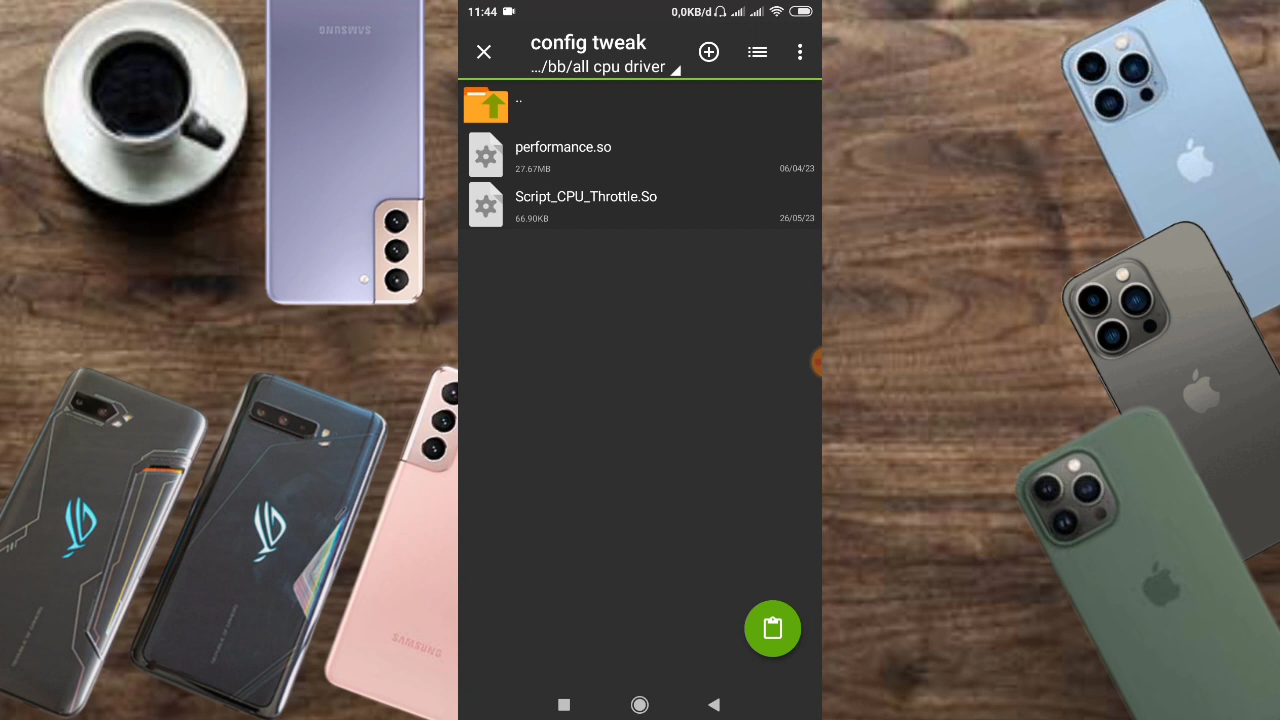 11:44
0,0KB/d
config tweak
.../bb/all cpu driver
..
performance.so
27.67MB
06/04/23
Script_CPU_Throttle.So
66.90KB
26/05/23
SAMSUNG
SAMSUNG